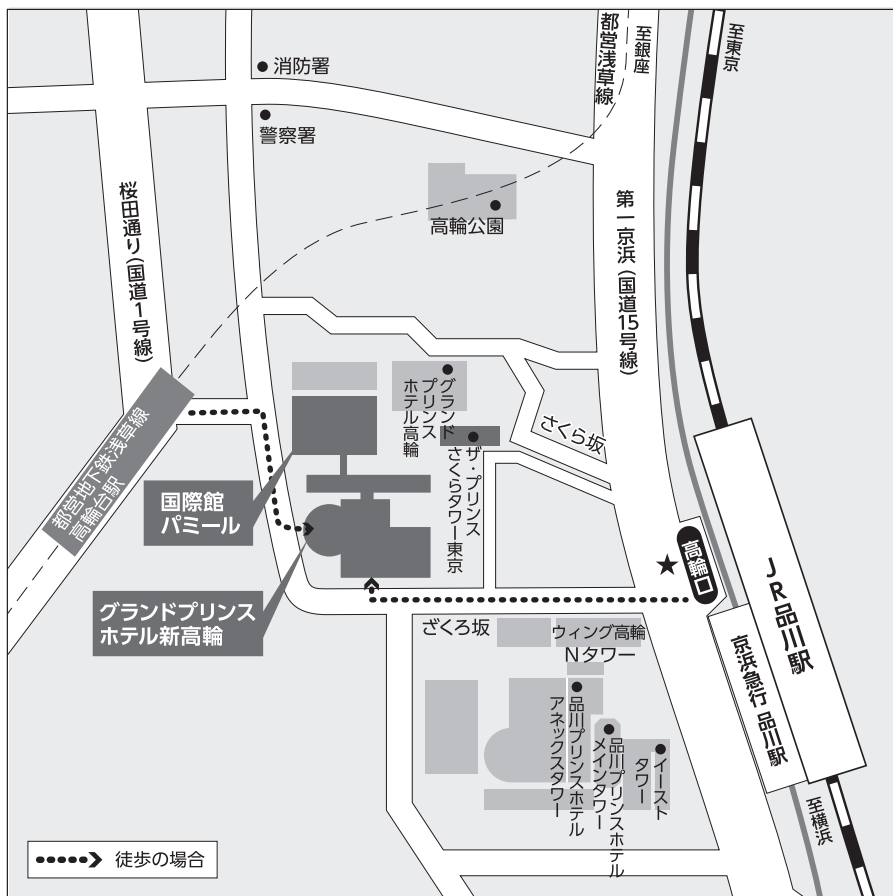 消防署
警察署
都営浅草線
至銀座
至東京
桜田通り(国道1号線)
高輪公園
第一京浜(国道15号線)
グランド
プリンス
ホテル高輪
さくら坂
ザ・プリンス
さくらタワー東京
都営地下鉄浅草線
高輪台駅
国際館
パミール
グランドプリンス
ホテル新高輪
★
高輪口
JR品川駅
京浜急行 品川駅
ざくろ坂
ウィング高輪
Nタワー
品川プリンスホテル
アネックスタワー
品川プリンスホテル
メインタワー
イースト
タワー
至横浜
徒歩の場合